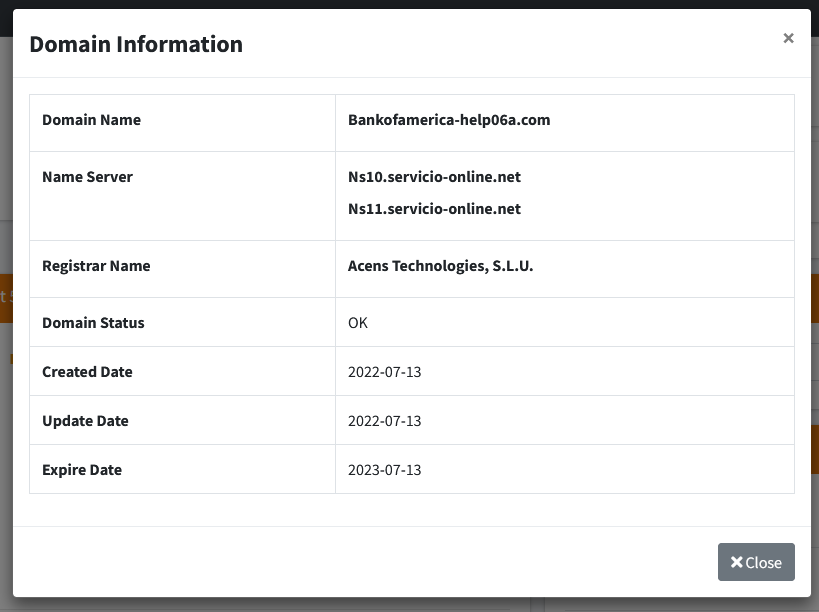 Domain Information
×
Domain Name Bankofamerica-help06a.com
Name Server Ns10.servicio-online.net
Ns11.servicio-online.net
Registrar Name Acens Technologies, S.L.U.
Domain Status OK
Created Date 2022-07-13
Update Date 2022-07-13
Expire Date 2023-07-13
Close